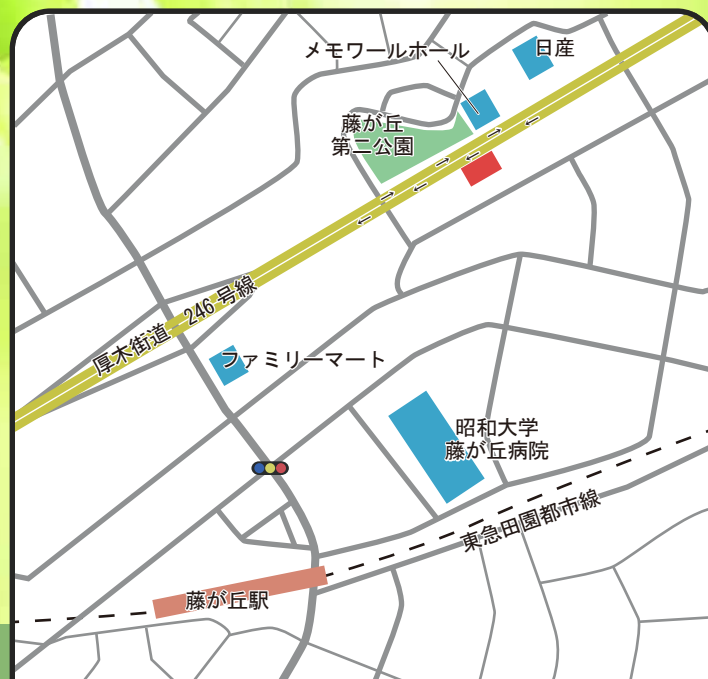 日産
メモワールホール
藤が丘
第二公園
厚木街道　246号線
ファミリーマート
昭和大学
藤が丘病院
東急田園都市線
藤が丘駅